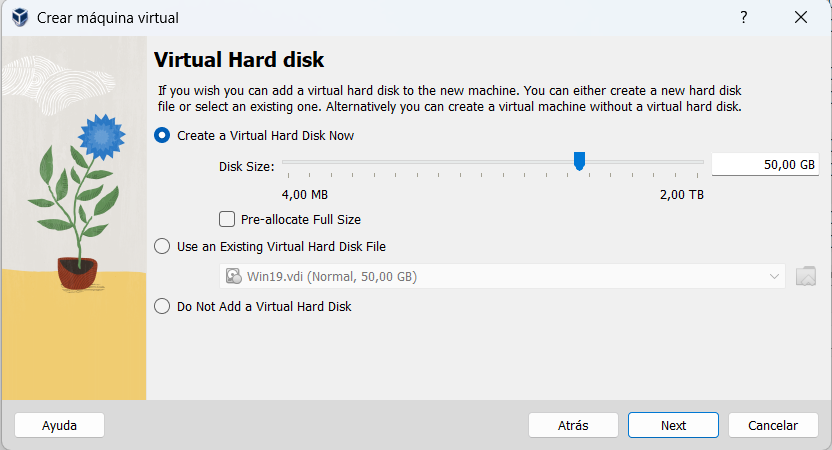 Crear máquina virtual
?
Virtual Hard disk
If you wish you can add a virtual hard disk to the new machine. You can either create a new hard disk
file or select an existing one. Alternatively you can create a virtual machine without a virtual hard disk.
Create a Virtual Hard Disk Now
Disk Size:
50,00 GB
4,00 MB
2,00 TB
Pre-allocate Full Size
Use an Existing Virtual Hard Disk File
Win19.vdi (Normal, 50,00 GB)
Do Not Add a Virtual Hard Disk
Ayuda
Atrás
Next
Cancelar